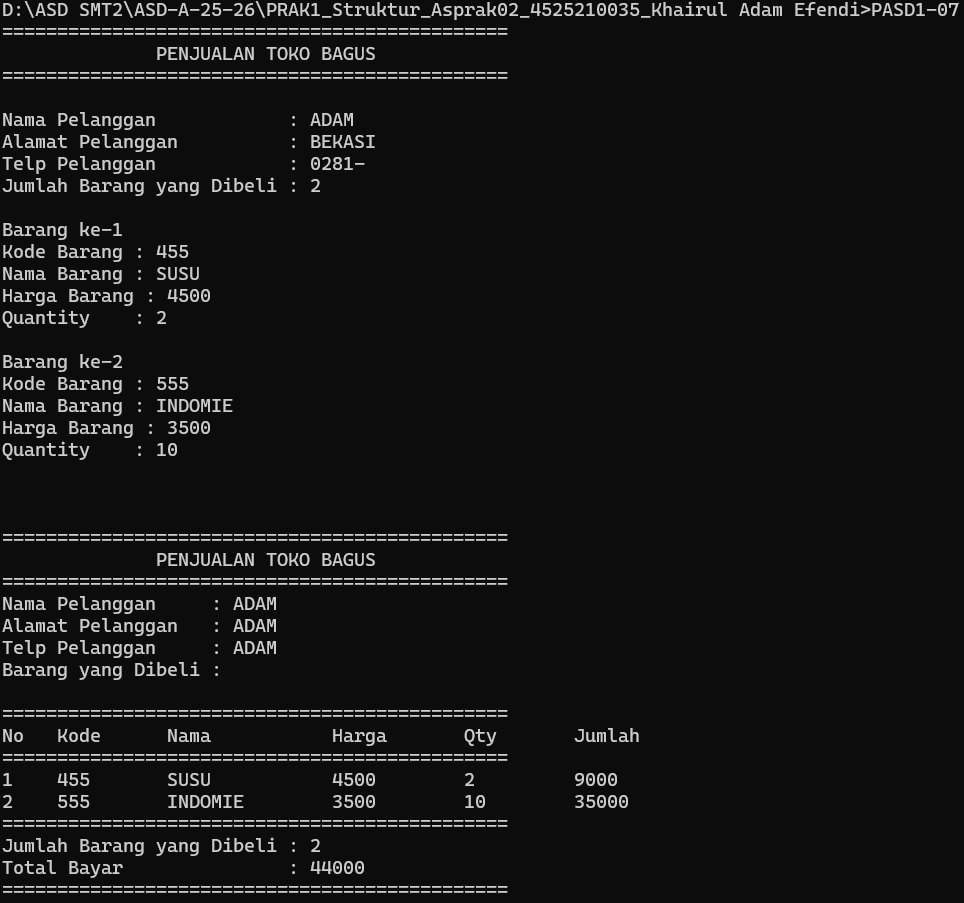 D:\ASD SMT2\ASD-A-25-26\PRAK1_Struktur_Asprak02_4525210035_Khairul Adam Efendi>PASD1-07
==============================================
              PENJUALAN TOKO BAGUS
==============================================
Nama Pelanggan            : ADAM
Alamat Pelanggan          : BEKASI
Telp Pelanggan            : 0281-
Jumlah Barang yang Dibeli : 2
Barang ke-1
Kode Barang : 455
Nama Barang : SUSU
Harga Barang : 4500
Quantity    : 2
Barang ke-2
Kode Barang : 555
Nama Barang : INDOMIE
Harga Barang : 3500
Quantity    : 10
==============================================
              PENJUALAN TOKO BAGUS
==============================================
Nama Pelanggan     : ADAM
Alamat Pelanggan   : ADAM
Telp Pelanggan     : ADAM
Barang yang Dibeli :
==============================================
No   Kode      Nama           Harga       Qty       Jumlah
==============================================
1    455       SUSU           4500        2         9000
2    555       INDOMIE        3500        10        35000
==============================================
Jumlah Barang yang Dibeli : 2
Total Bayar               : 44000
==============================================